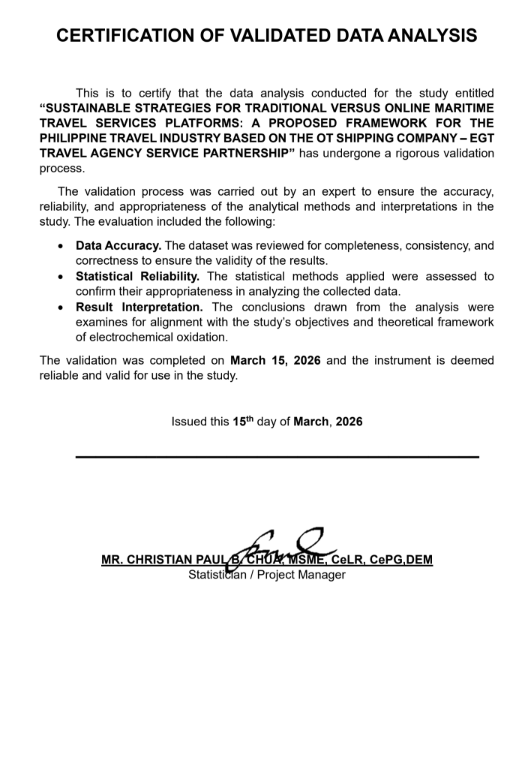 CERTIFICATION OF VALIDATED DATA ANALYSIS
This is to certify that the data analysis conducted for the study entitled
“SUSTAINABLE STRATEGIES FOR TRADITIONAL VERSUS ONLINE MARITIME
TRAVEL SERVICES PLATFORMS: A PROPOSED FRAMEWORK FOR THE
PHILIPPINE TRAVEL INDUSTRY BASED ON THE OT SHIPPING COMPANY – EGT
TRAVEL AGENCY SERVICE PARTNERSHIP” has undergone a rigorous validation
process.
The validation process was carried out by an expert to ensure the accuracy,
reliability, and appropriateness of the analytical methods and interpretations in the
study. The evaluation included the following:
• Data Accuracy. The dataset was reviewed for completeness, consistency, and
correctness to ensure the validity of the results.
• Statistical Reliability. The statistical methods applied were assessed to
confirm their appropriateness in analyzing the collected data.
• Result Interpretation. The conclusions drawn from the analysis were
examines for alignment with the study’s objectives and theoretical framework
of electrochemical oxidation.
The validation was completed on March 15, 2026 and the instrument is deemed
reliable and valid for use in the study.
Issued this 15th day of March, 2026
MR. CHRISTIAN PAUL B. CHUA, MSME, CeLR, CePG,DEM
Statistician / Project Manager